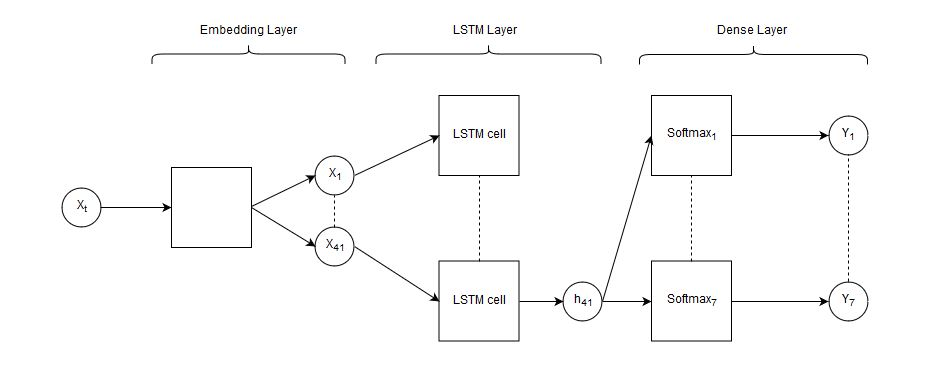 Embedding Layer
LSTM Layer
Dense Layer
LSTM cell
Softmax₁
Y₁
X₁
Xₜ
X₄₁
LSTM cell
h₄₁
Softmax₇
Y₇